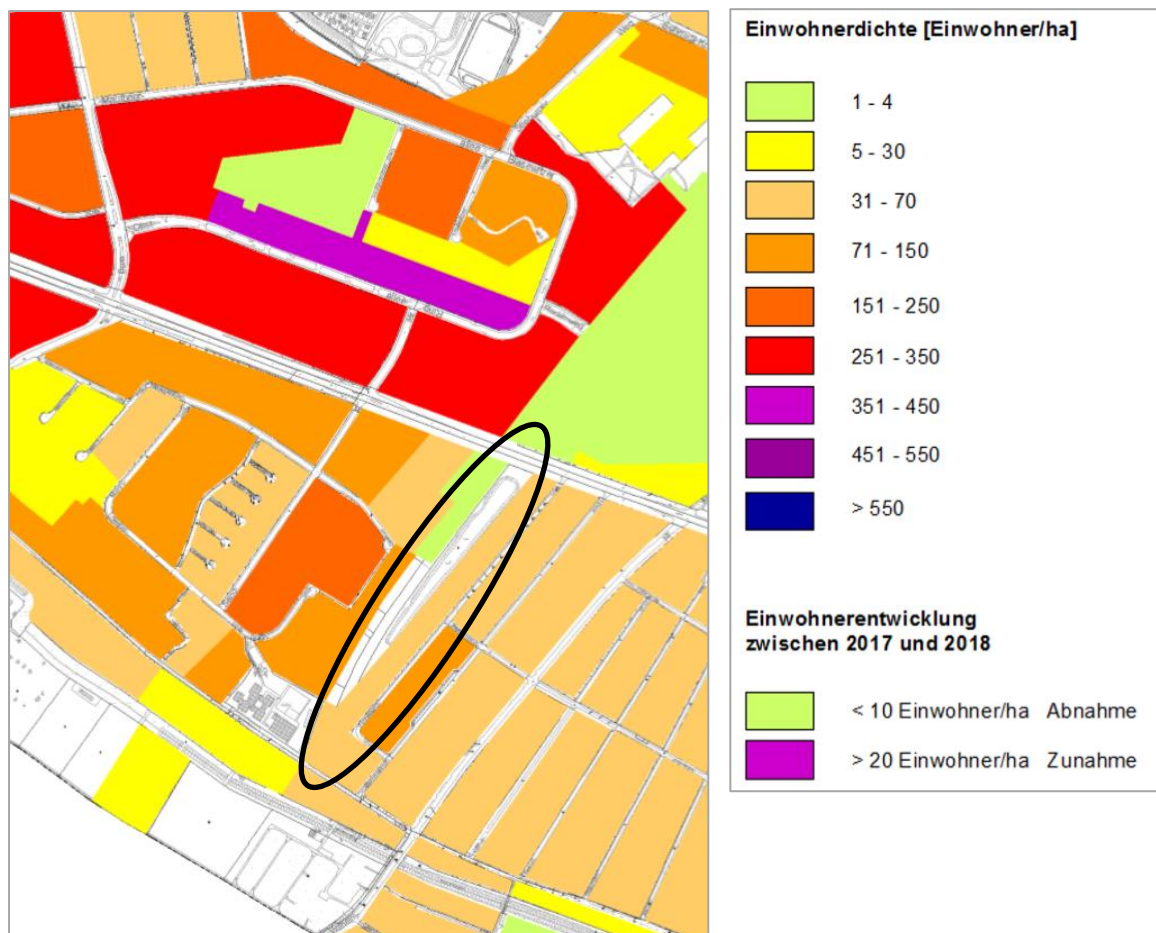 Einwohnerdichte [Einwohner/ha]
1 - 4
5 - 30
31 - 70
71 - 150
151 - 250
251 - 350
351 - 450
451 - 550
> 550
Einwohnerentwicklung
zwischen 2017 und 2018
< 10 Einwohner/ha Abnahme
> 20 Einwohner/ha Zunahme